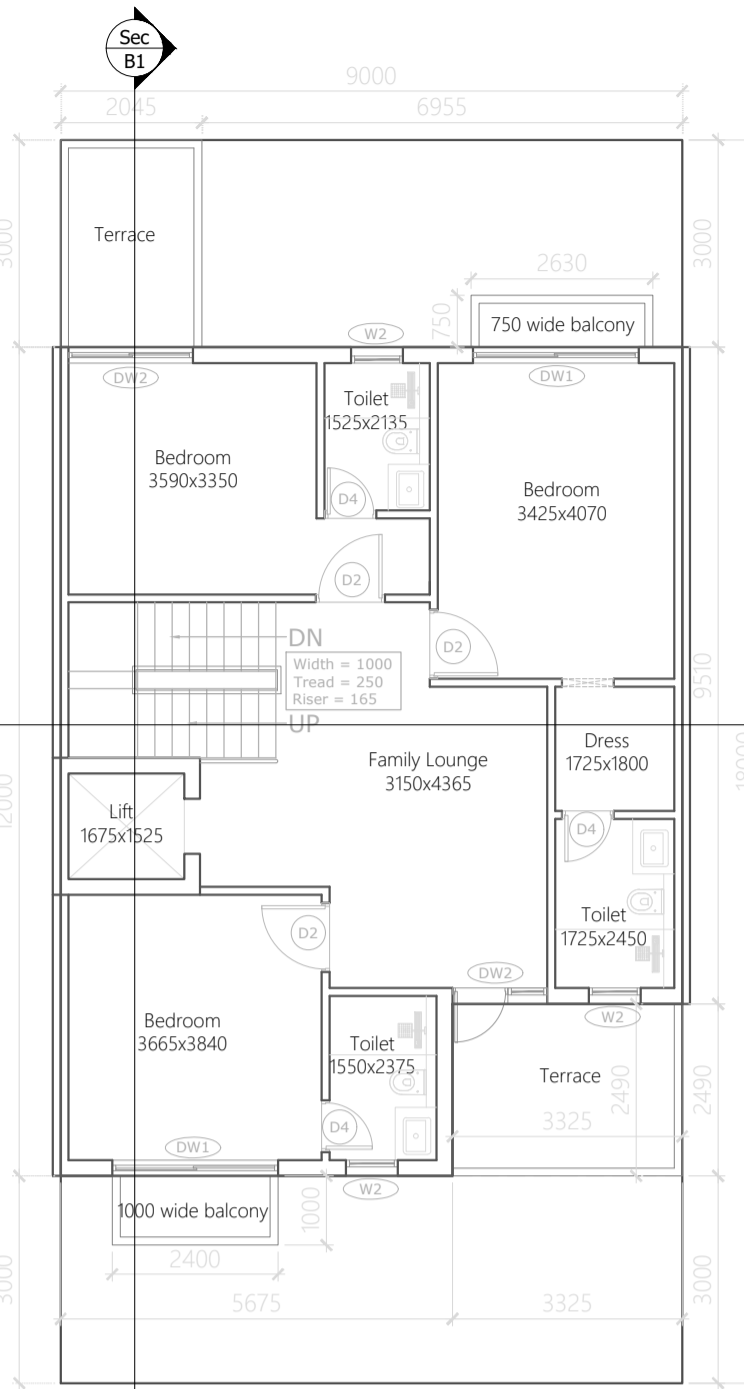 Sec
B1
9000
2045
6955
3000
Terrace
3000
2630
750
750 wide balcony
W2
DW2
DW1
Toilet
1525x2135
Bedroom
3590x3350
Bedroom
3425x4070
D4
D2
D2
DN
Width = 1000
Tread = 250
Riser = 165
UP
9510
Family Lounge
3150x4365
Dress
1725x1800
12000
18000
Lift
1675x1525
D4
Toilet
1725x2450
D2
DW2
W2
Bedroom
3665x3840
Toilet
1550x2375
Terrace
2490
2490
3325
D4
DW1
W2
1000 wide balcony
1000
2400
3000
5675
3325
3000